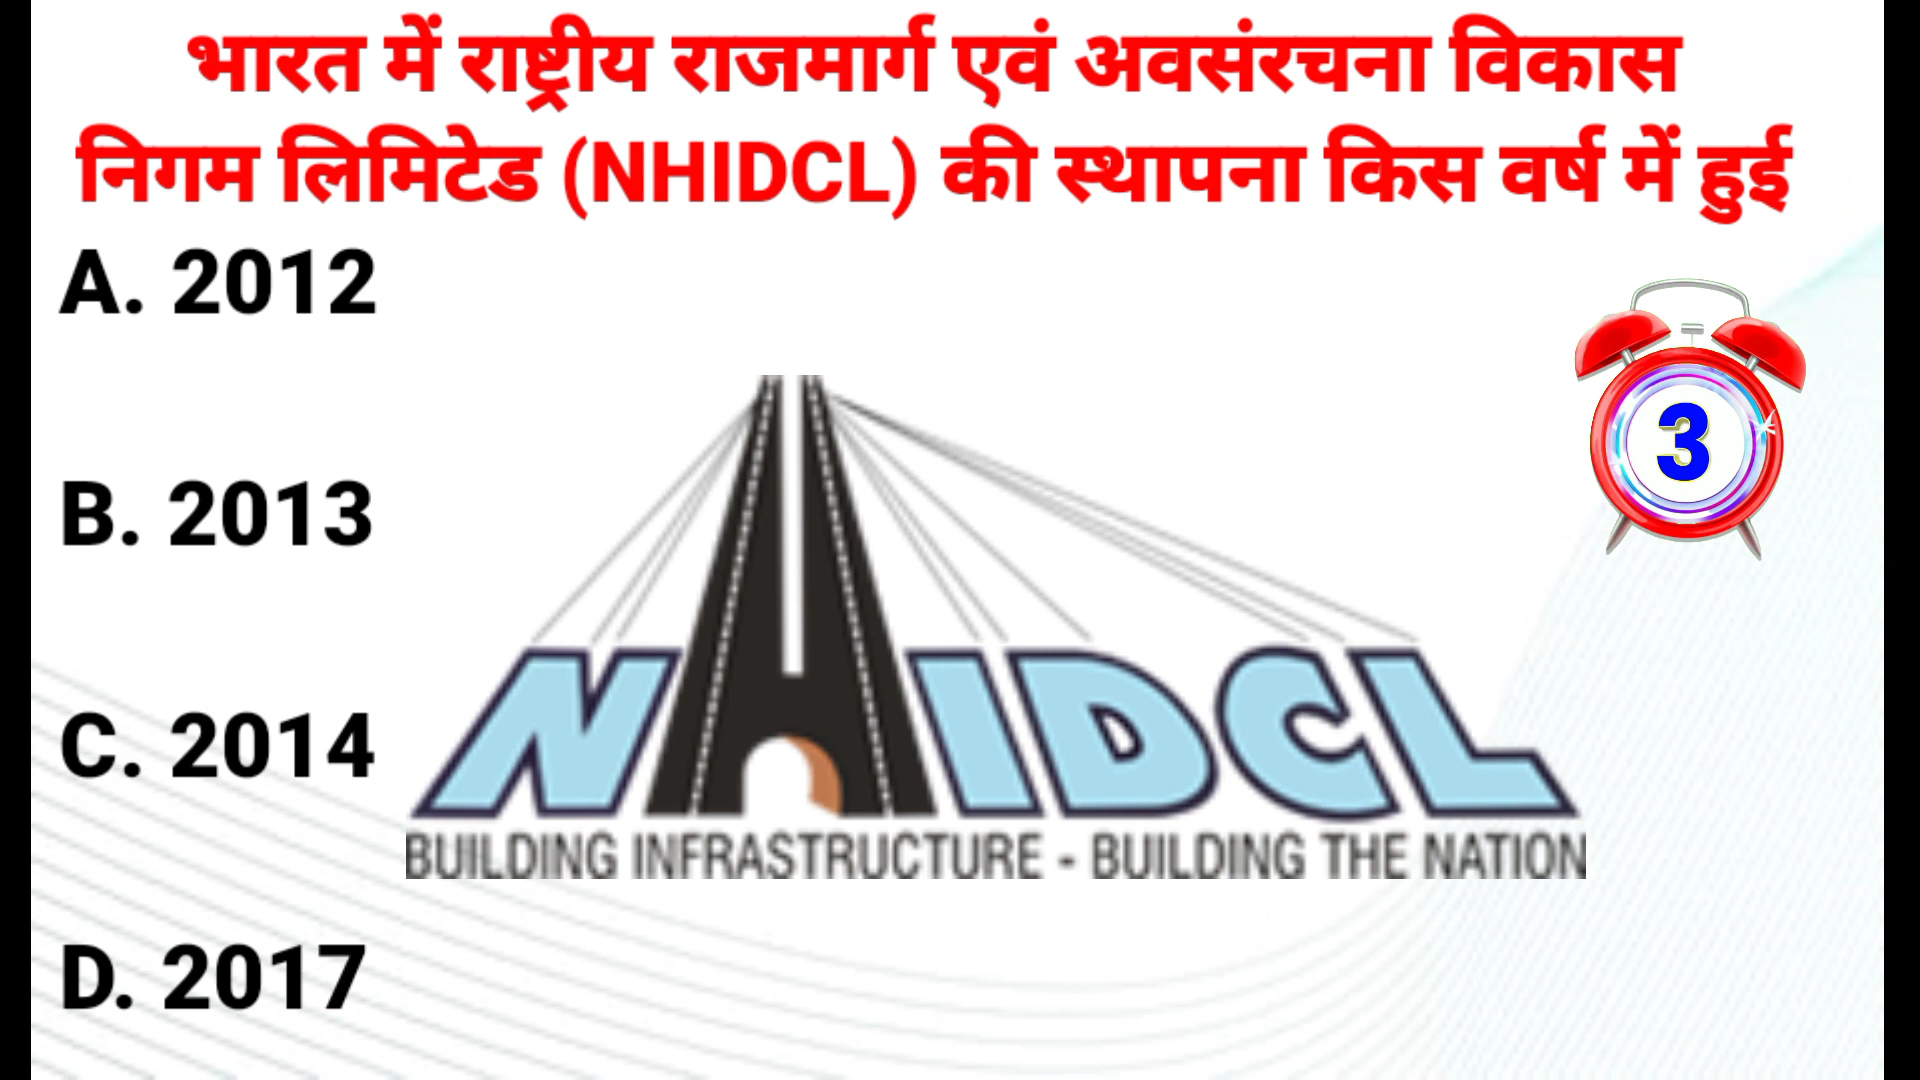 भारत में राष्ट्रीय राजमार्ग एवं अवसंरचना विकास
निगम लिमिटेड (NHIDCL) की स्थापना किस वर्ष में हुई
A. 2012
3
B. 2013
C. 2014
NHIDCL
BUILDING INFRASTRUCTURE - BUILDING THE NATION
D. 2017